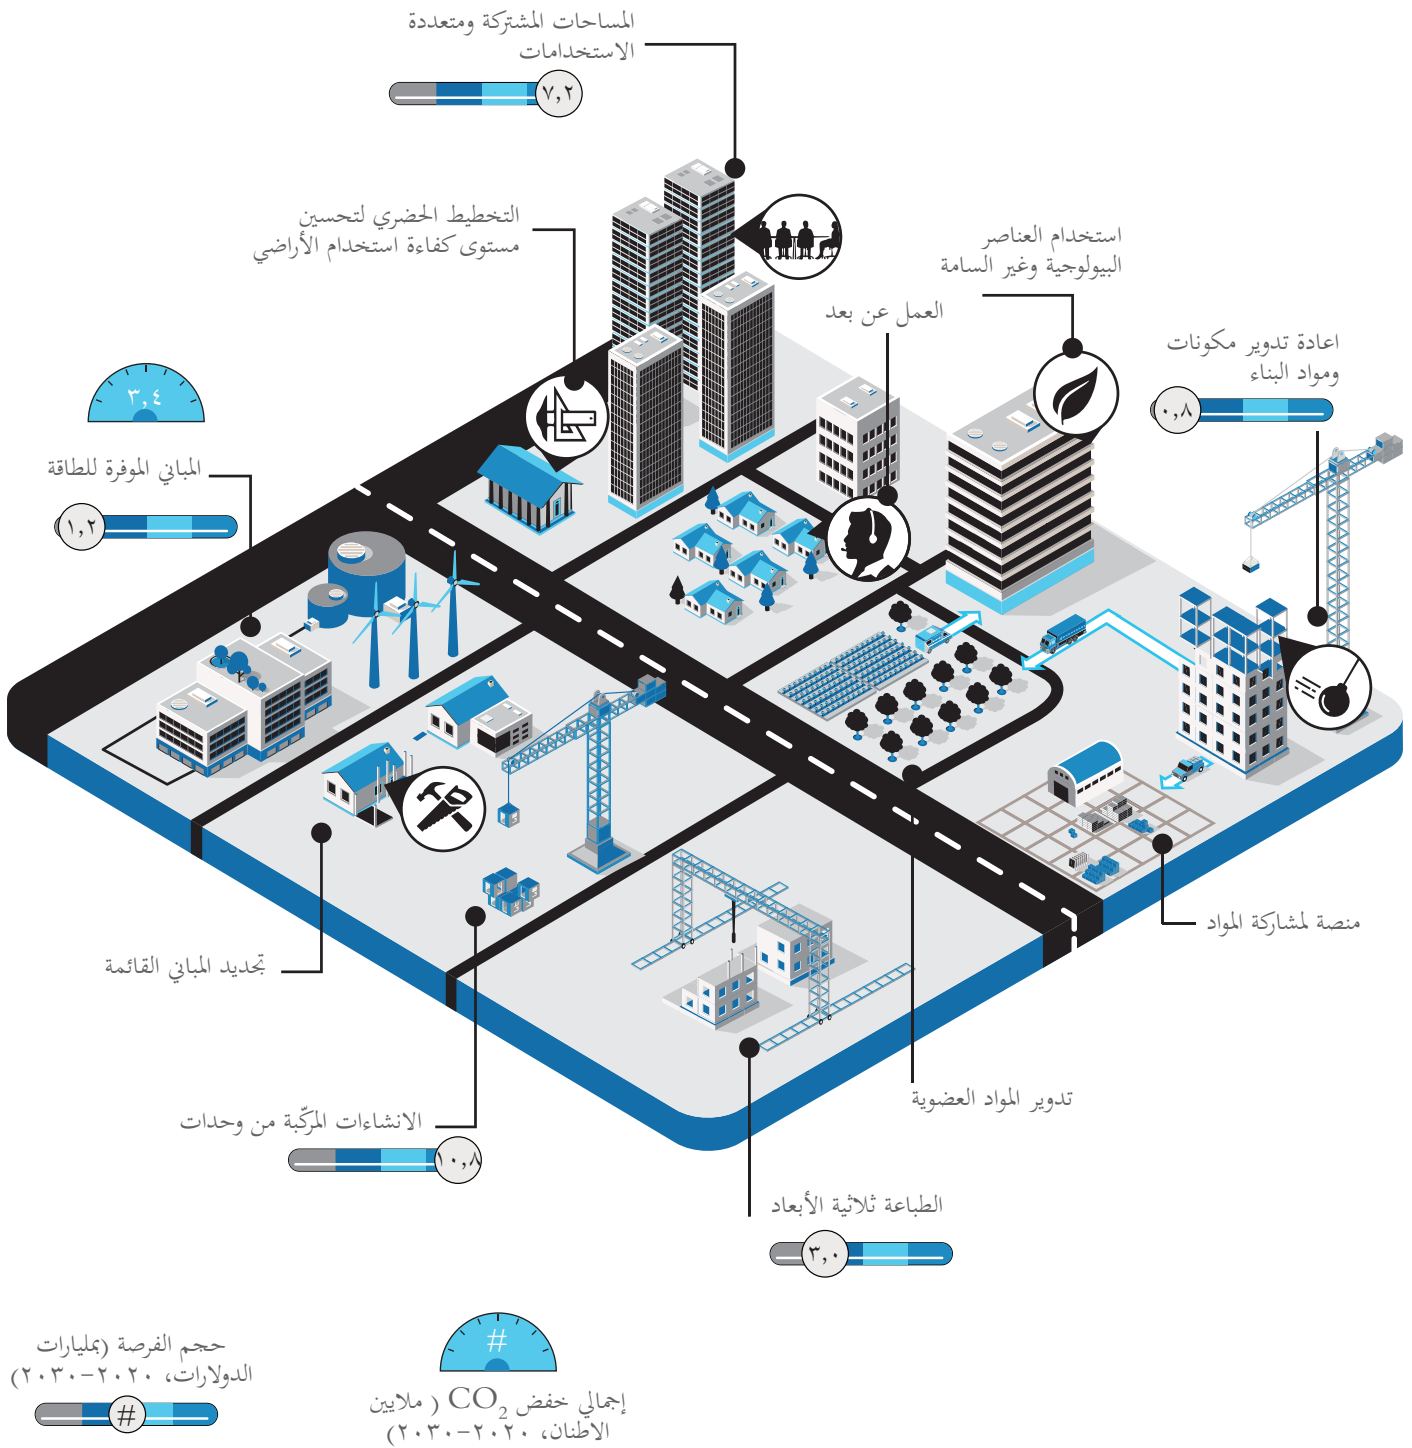 المساحات المشتركة ومتعددة
الاستخدامات
٧,٢
التخطيط الحضري لتحسين
مستوى كفاءة استخدام الأراضي
استخدام العناصر
البيولوجية وغير السامة
العمل عن بعد
اعادة تدوير مكونات
ومواد البناء
٠,٨
٣,٤
المباني الموفرة للطاقة
١,٢
منصة لمشاركة المواد
تجديد المباني القائمة
تدوير المواد العضوية
الانشاءات المركّبة من وحدات
١٠,٨
الطباعة ثلاثية الأبعاد
٣,٠
حجم الفرصة (بمليارات
الدولارات، ٢٠٢٠-٢٠٣٠)
#
#
إجمالي خفض CO₂ ( ملايين
الاطنان، ٢٠٢٠-٢٠٣٠)